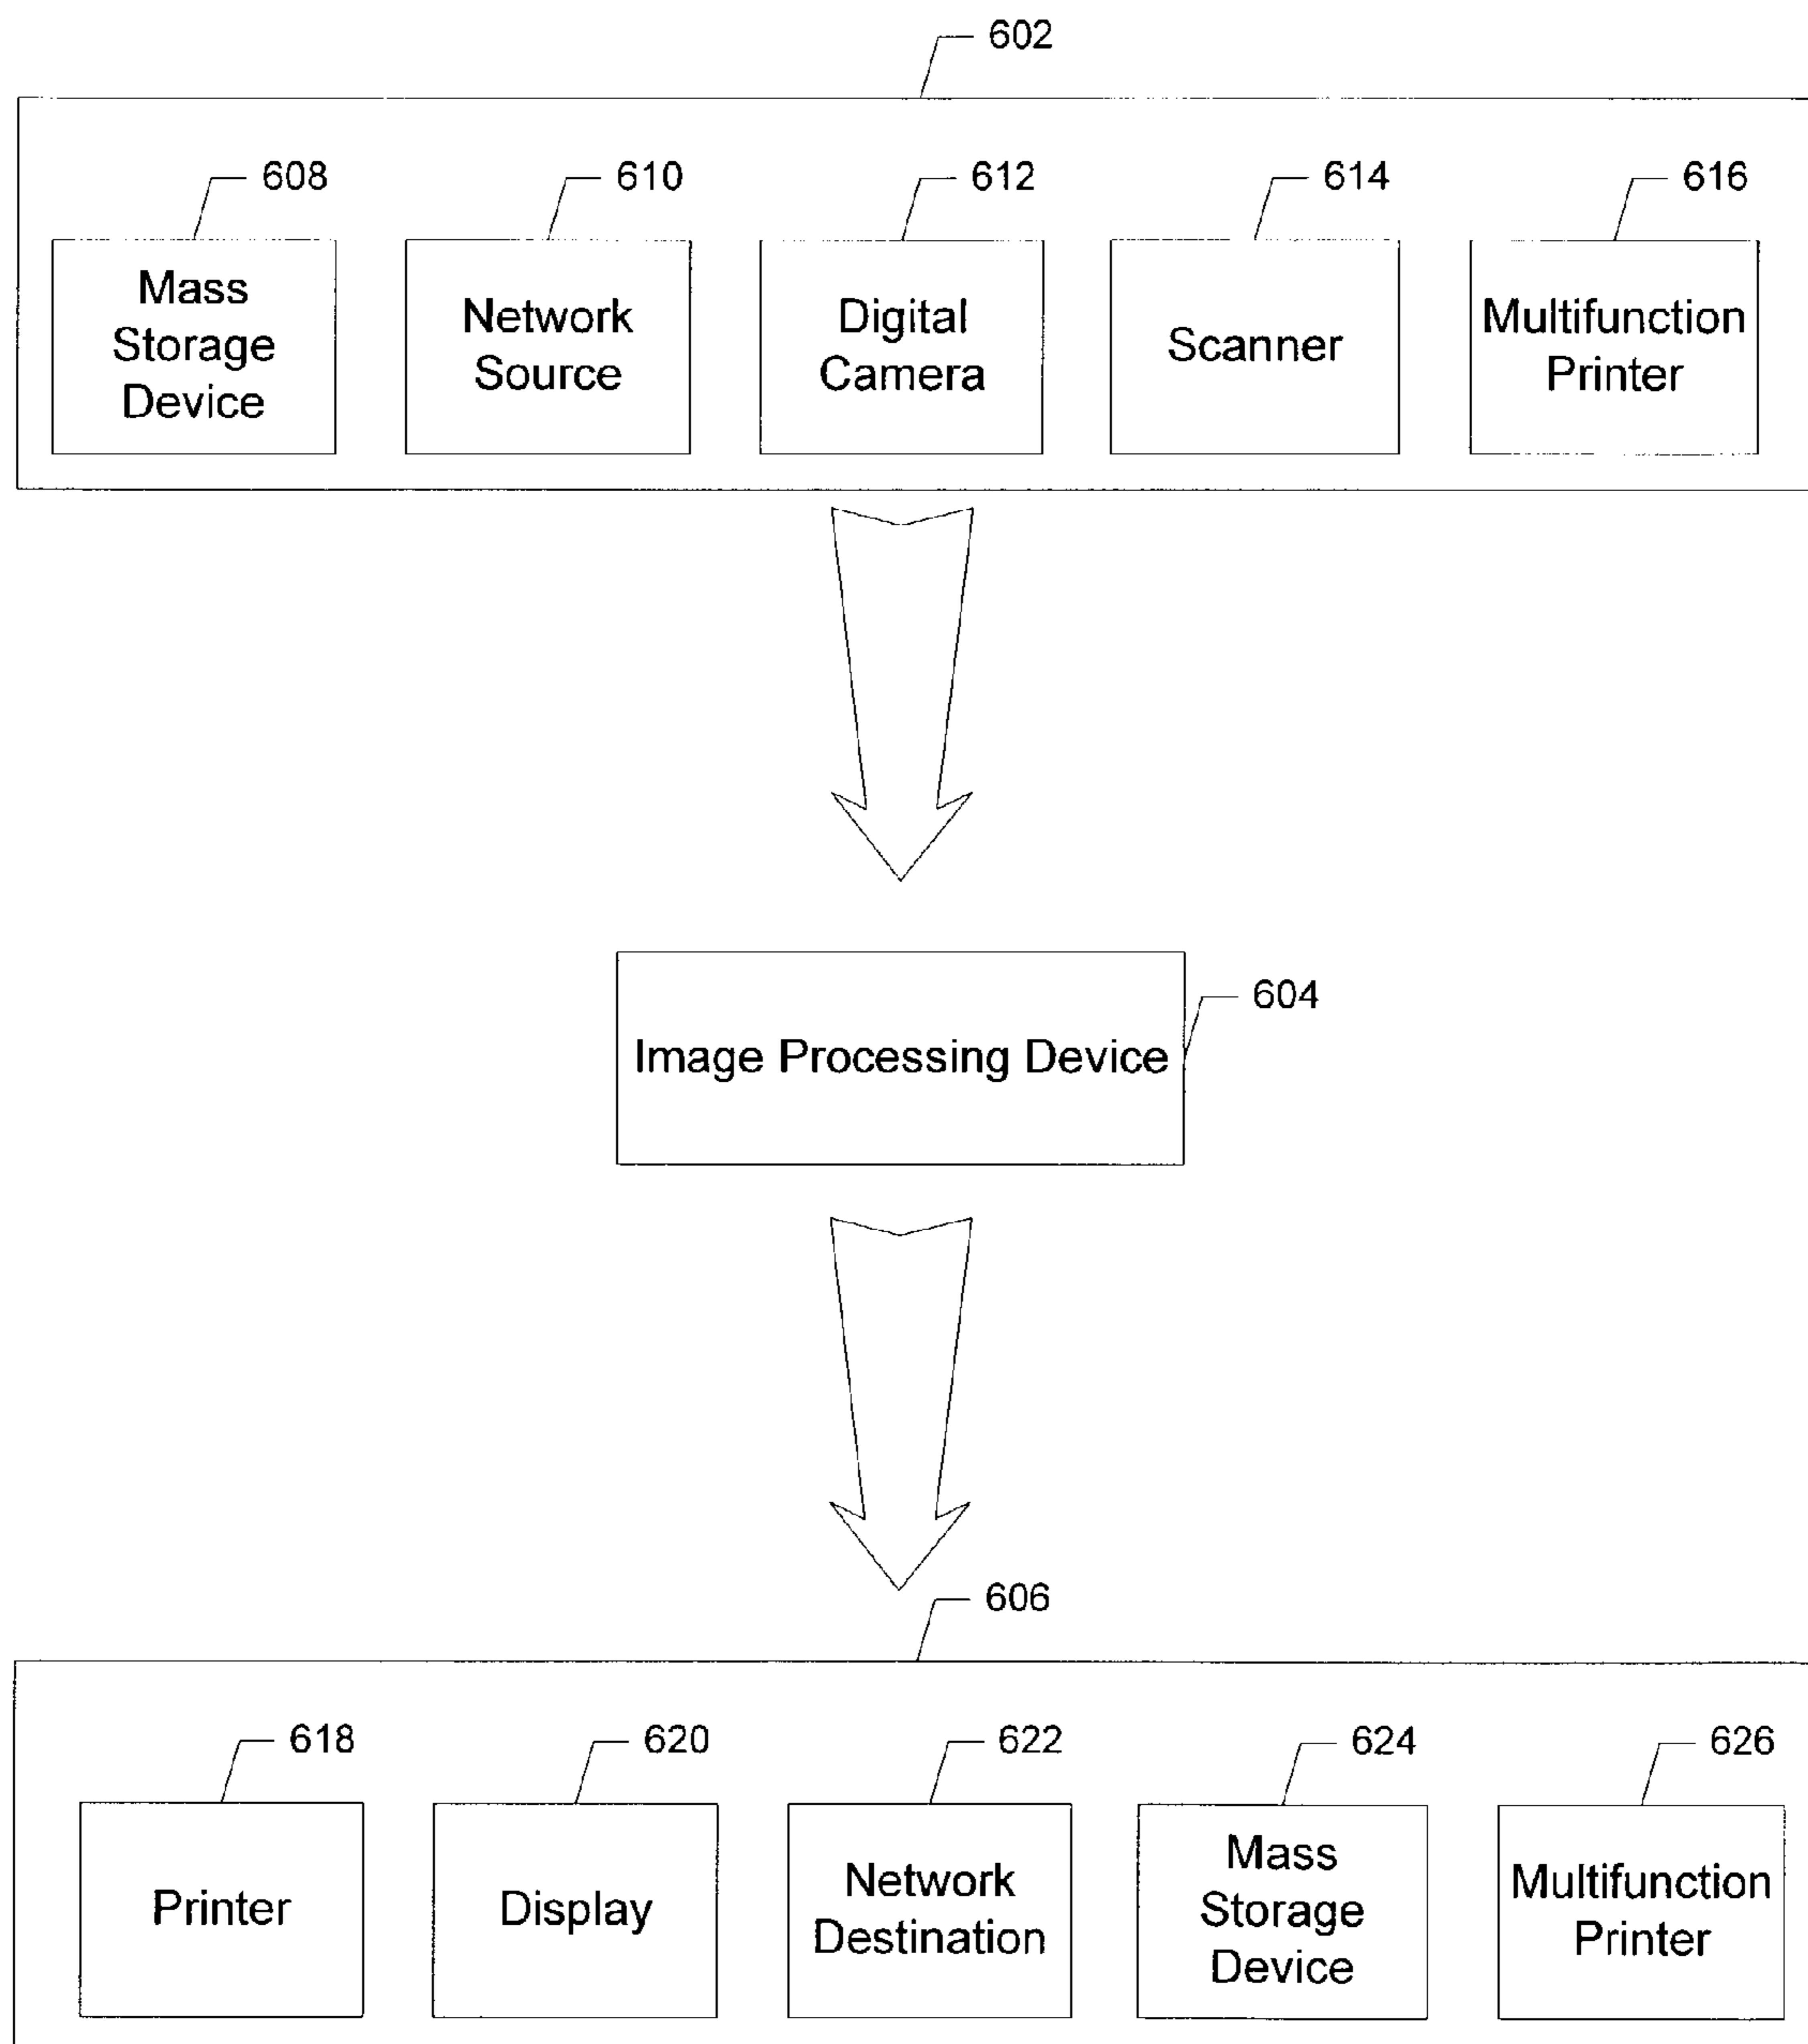 602
608
610
612
614
616
Mass
Storage
Device
Network
Source
Digital
Camera
Scanner
Multifunction
Printer
604
Image Processing Device
606
618
620
622
624
626
Printer
Display
Network
Destination
Mass
Storage
Device
Multifunction
Printer